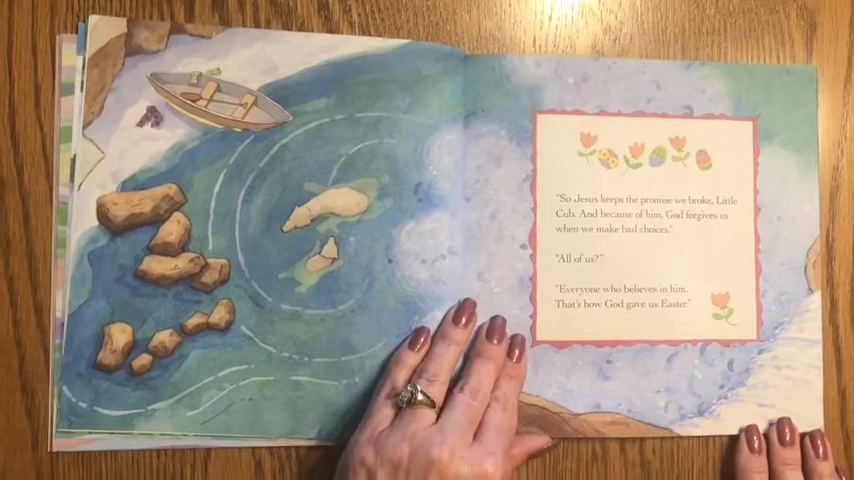 "So Jesus keeps the promise we broke, Little
Cub. And because of him, God forgives us
when we make bad choices."
"All of us?"
"Everyone who believes in him.
That's how God gave us Easter."